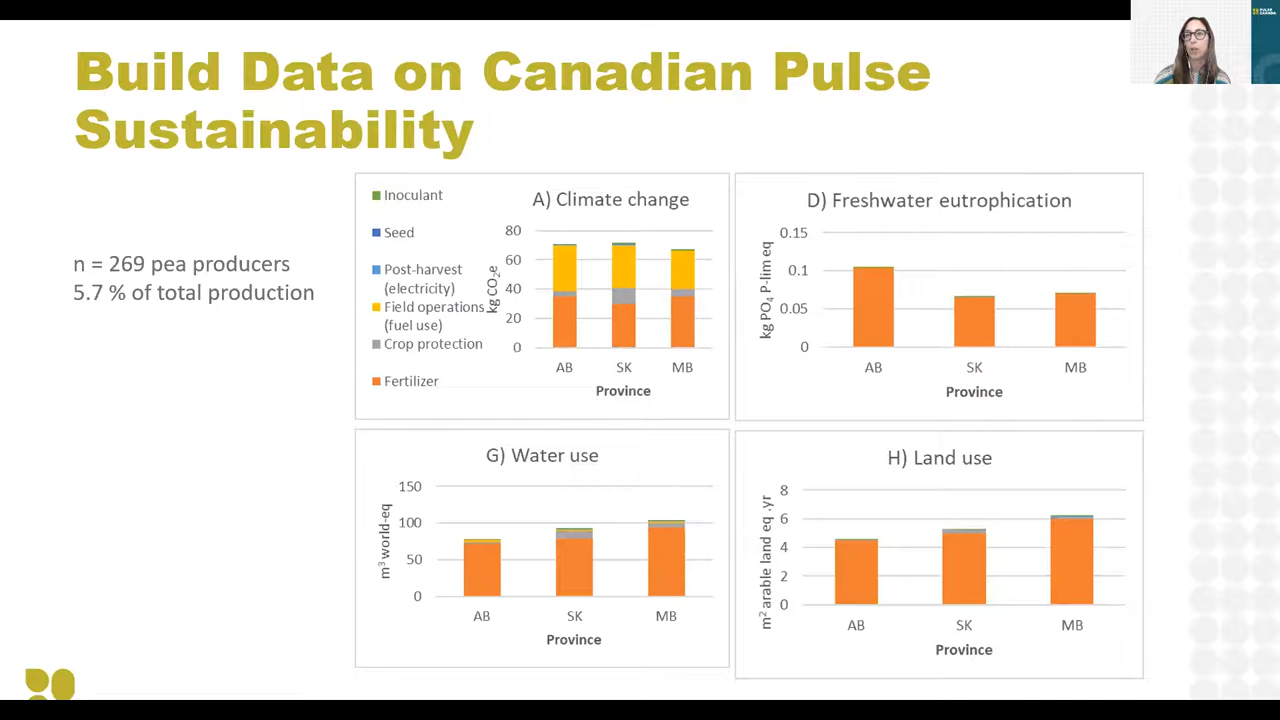 Build Data on Canadian Pulse
Sustainability
PULSE
CANADA
n = 269 pea producers
5.7 % of total production
Inoculant
Seed
Post-harvest
(electricity)
Field operations
(fuel use)
Crop protection
Fertilizer
A) Climate change
80
60
40
20
0
kg CO₂e
AB SK MB
Province
D) Freshwater eutrophication
0.15
0.1
0.05
0
kg PO₄ P-lim eq
AB SK MB
Province
G) Water use
150
100
50
0
m³ world-eq
AB SK MB
Province
H) Land use
8
6
4
2
0
m² arable land eq .yr
AB SK MB
Province